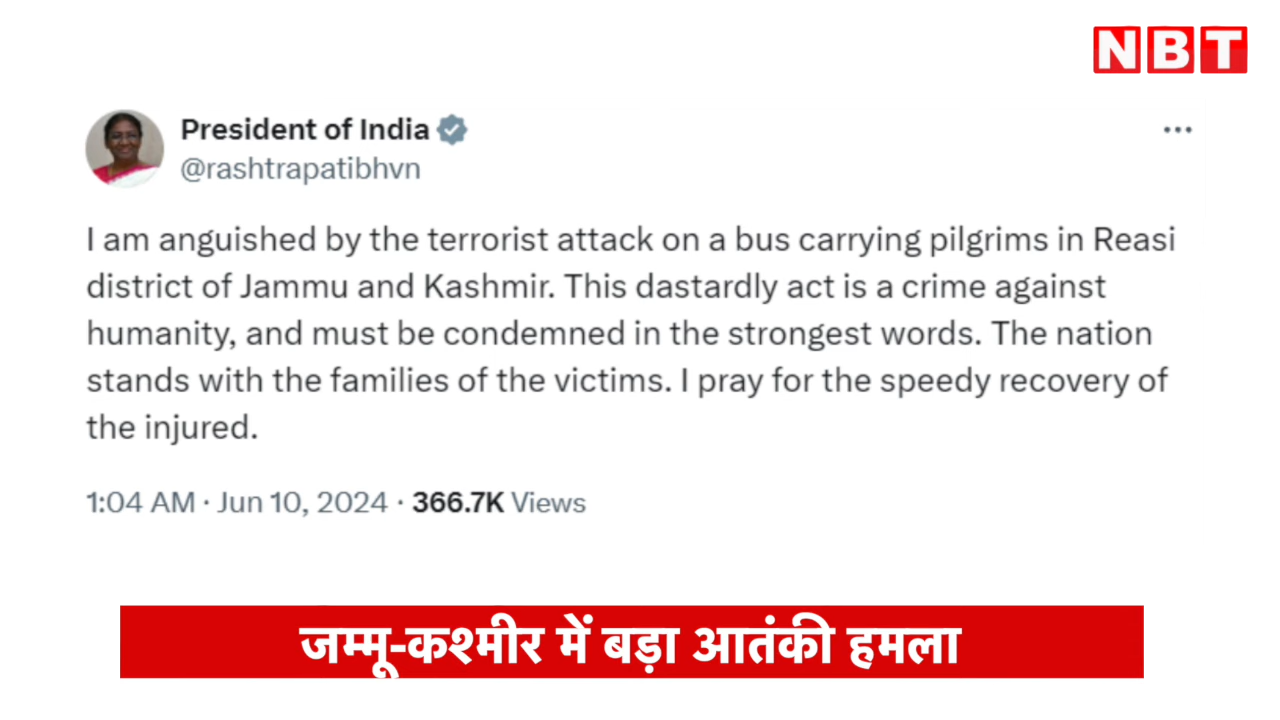 NBT
President of India
@rashtrapatibhvn
I am anguished by the terrorist attack on a bus carrying pilgrims in Reasi
district of Jammu and Kashmir. This dastardly act is a crime against
humanity, and must be condemned in the strongest words. The nation
stands with the families of the victims. I pray for the speedy recovery of
the injured.
1:04 AM · Jun 10, 2024 · 366.7K Views
जम्मू-कश्मीर में बड़ा आतंकी हमला